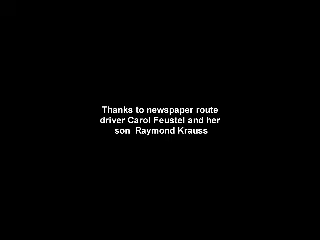 Thanks to newspaper route
driver Carol Feustel and her
son  Raymond Krauss